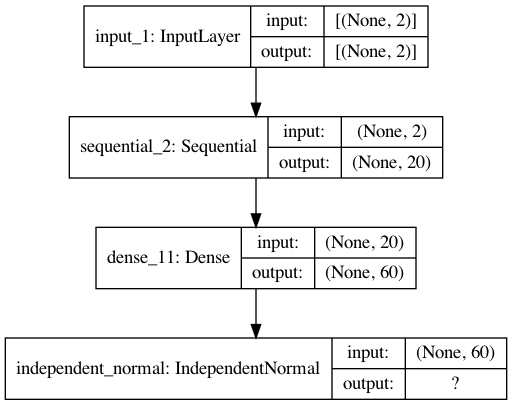 input_1: InputLayer
input: [(None, 2)]
output: [(None, 2)]
sequential_2: Sequential
input: (None, 2)
output: (None, 20)
dense_11: Dense
input: (None, 20)
output: (None, 60)
independent_normal: IndependentNormal
input: (None, 60)
output: ?